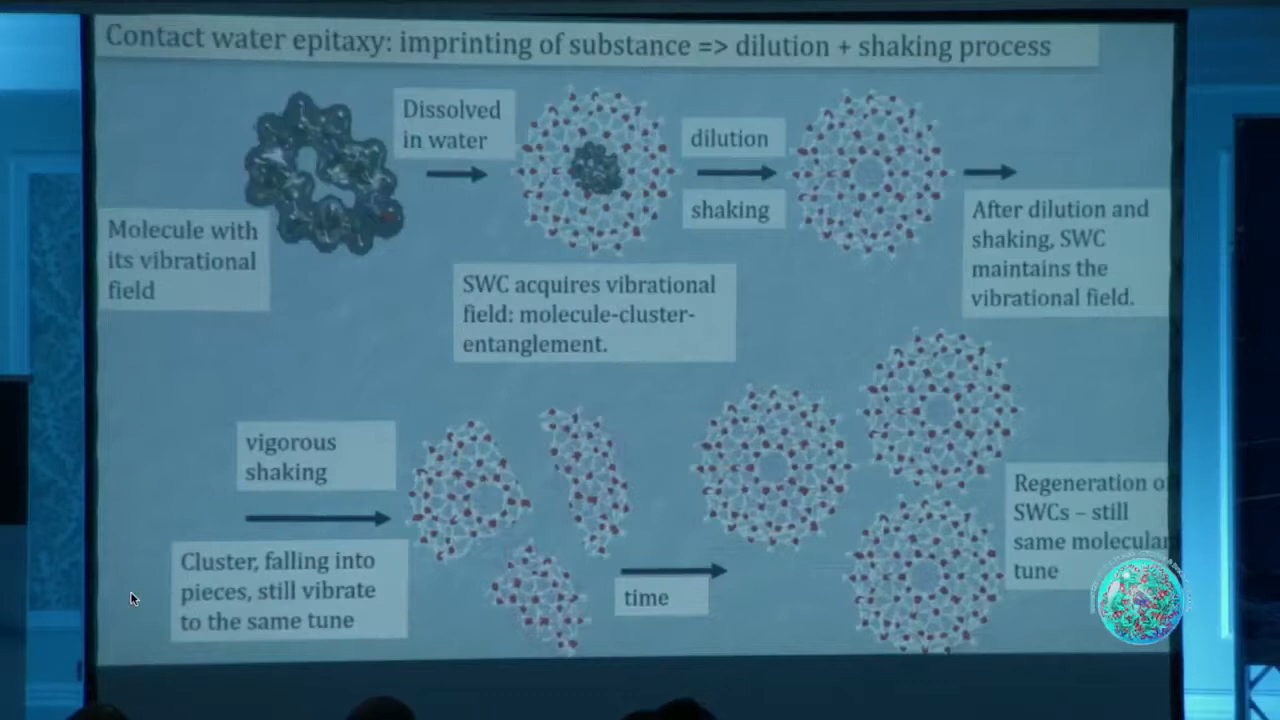 Contact water epitaxy: imprinting of substance => dilution + shaking process
Dissolved
in water
dilution
shaking
Molecule with
its vibrational
field
After dilution and
shaking, SWC
maintains the
vibrational field.
SWC acquires vibrational
field: molecule-cluster-
entanglement.
vigorous
shaking
Cluster, falling into
pieces, still vibrate
to the same tune
time
Regeneration o
SWCs – still
same molecular
tune